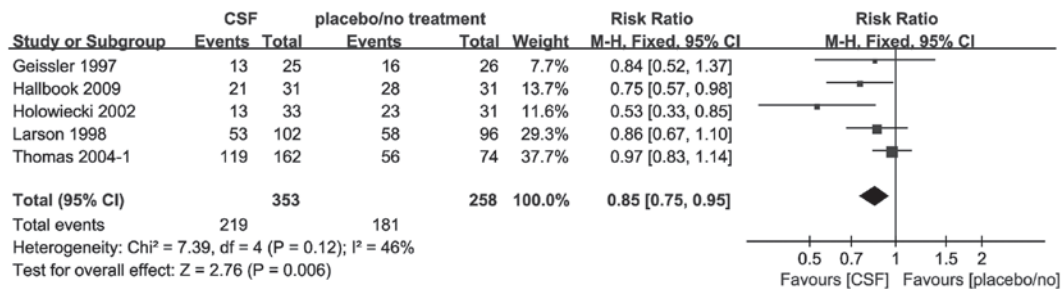 CSF placebo/no treatment Risk Ratio Risk Ratio
Study or Subgroup Events Total Events Total Weight M-H, Fixed, 95% CI M-H, Fixed, 95% CI
Geissler 1997 13 25 16 26 7.7% 0.84 [0.52, 1.37]
Hallbook 2009 21 31 28 31 13.7% 0.75 [0.57, 0.98]
Holowiecki 2002 13 33 23 31 11.6% 0.53 [0.33, 0.85]
Larson 1998 53 102 58 96 29.3% 0.86 [0.67, 1.10]
Thomas 2004-1 119 162 56 74 37.7% 0.97 [0.83, 1.14]
Total (95% CI) 353 258 100.0% 0.85 [0.75, 0.95]
Total events 219 181
Heterogeneity: Chi² = 7.39, df = 4 (P = 0.12); I² = 46%
Test for overall effect: Z = 2.76 (P = 0.006)
0.5 0.7 1 1.5 2
Favours [CSF] Favours [placebo/no]